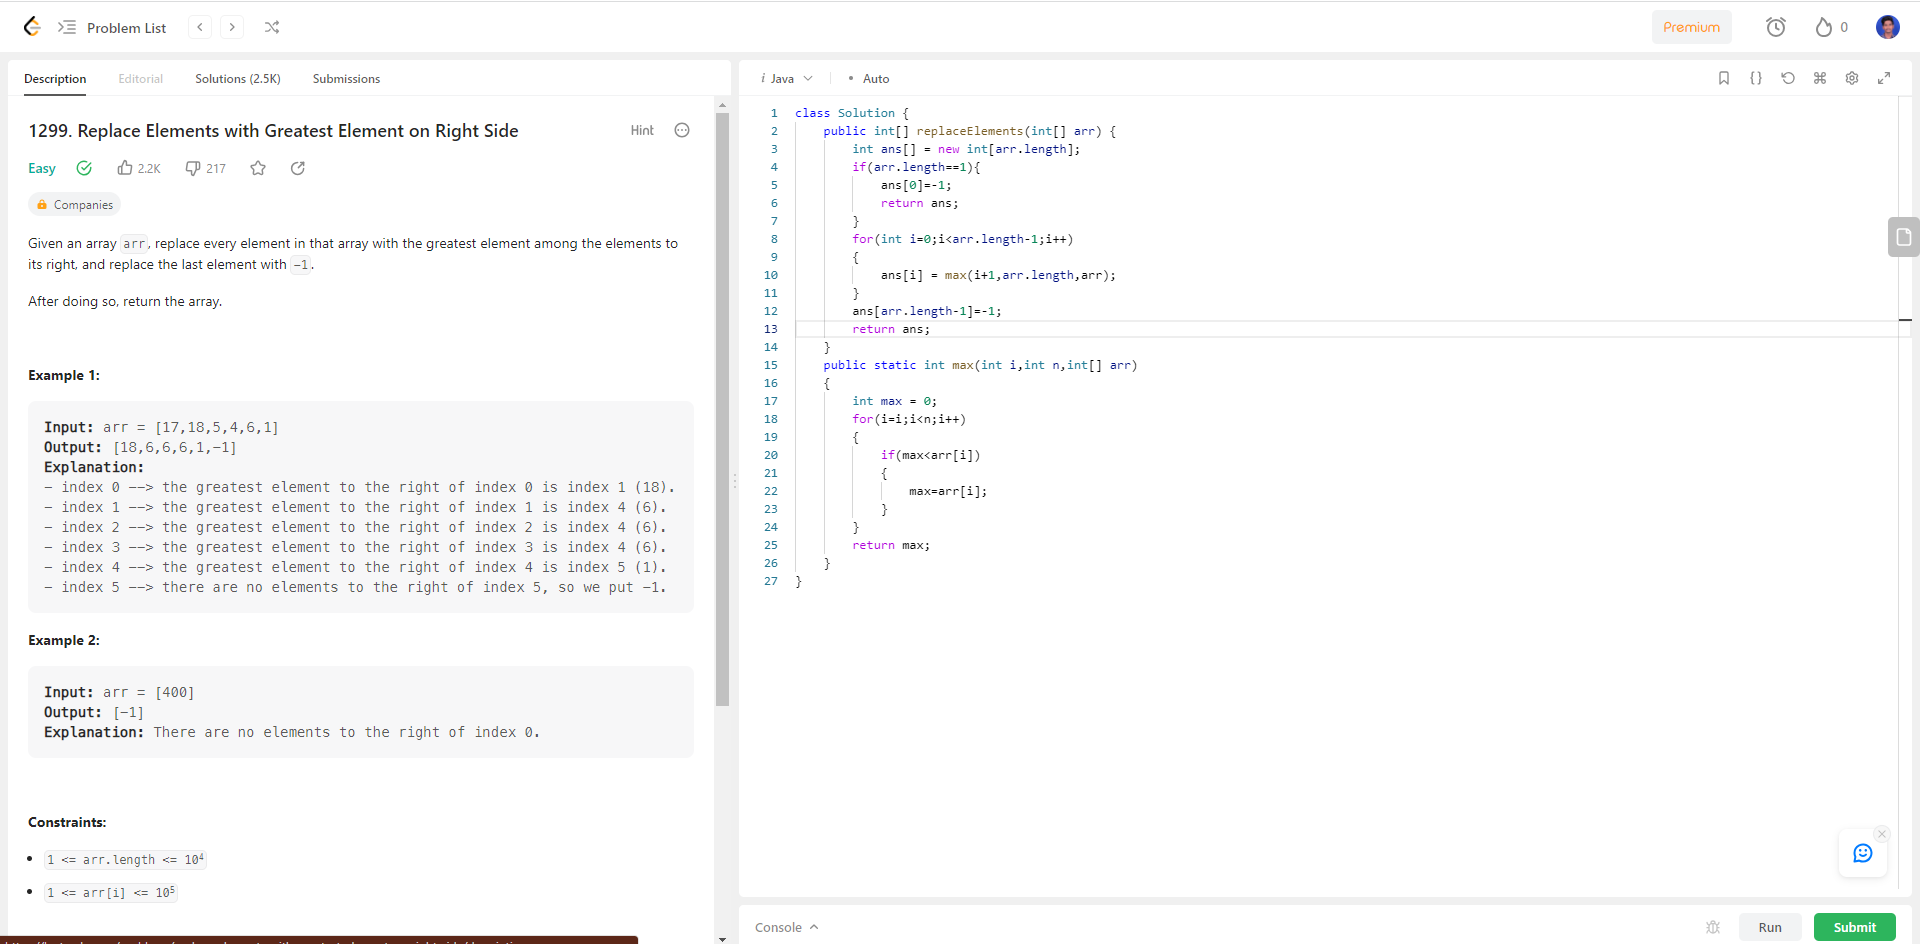 Problem List
Premium
0
Description Editorial Solutions (2.5K) Submissions
1299. Replace Elements with Greatest Element on Right Side
Hint
Easy 2.2K 217
Companies
Given an array arr, replace every element in that array with the greatest element among the elements to
its right, and replace the last element with -1.
After doing so, return the array.
Example 1:
Input: arr = [17,18,5,4,6,1]
Output: [18,6,6,6,1,-1]
Explanation:
- index 0 --> the greatest element to the right of index 0 is index 1 (18).
- index 1 --> the greatest element to the right of index 1 is index 4 (6).
- index 2 --> the greatest element to the right of index 2 is index 4 (6).
- index 3 --> the greatest element to the right of index 3 is index 4 (6).
- index 4 --> the greatest element to the right of index 4 is index 5 (1).
- index 5 --> there are no elements to the right of index 5, so we put -1.
Example 2:
Input: arr = [400]
Output: [-1]
Explanation: There are no elements to the right of index 0.
Constraints:
• 1 <= arr.length <= 10⁴
• 1 <= arr[i] <= 10⁵
i Java • Auto
1 class Solution {
2 public int[] replaceElements(int[] arr) {
3 int ans[] = new int[arr.length];
4 if(arr.length==1){
5 ans[0]=-1;
6 return ans;
7 }
8 for(int i=0;i<arr.length-1;i++)
9 {
10 ans[i] = max(i+1,arr.length,arr);
11 }
12 ans[arr.length-1]=-1;
13 return ans;
14 }
15 public static int max(int i,int n,int[] arr)
16 {
17 int max = 0;
18 for(i=i;i<n;i++)
19 {
20 if(max<arr[i])
21 {
22 max=arr[i];
23 }
24 }
25 return max;
26 }
27 }
Console
Run
Submit